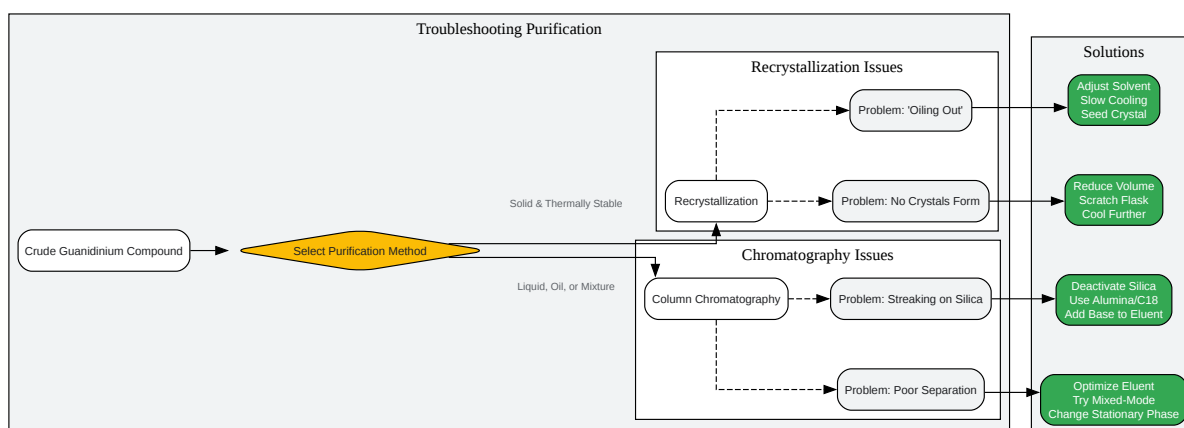 Troubleshooting Purification
Solutions
Recrystallization Issues
Adjust Solvent
Slow Cooling
Seed Crystal
Problem: 'Oiling Out'
Reduce Volume
Scratch Flask
Cool Further
Recrystallization
Problem: No Crystals Form
Solid & Thermally Stable
Crude Guanidinium Compound
Select Purification Method
Chromatography Issues
Liquid, Oil, or Mixture
Column Chromatography
Problem: Streaking on Silica
Deactivate Silica
Use Alumina/C18
Add Base to Eluent
Problem: Poor Separation
Optimize Eluent
Try Mixed-Mode
Change Stationary Phase